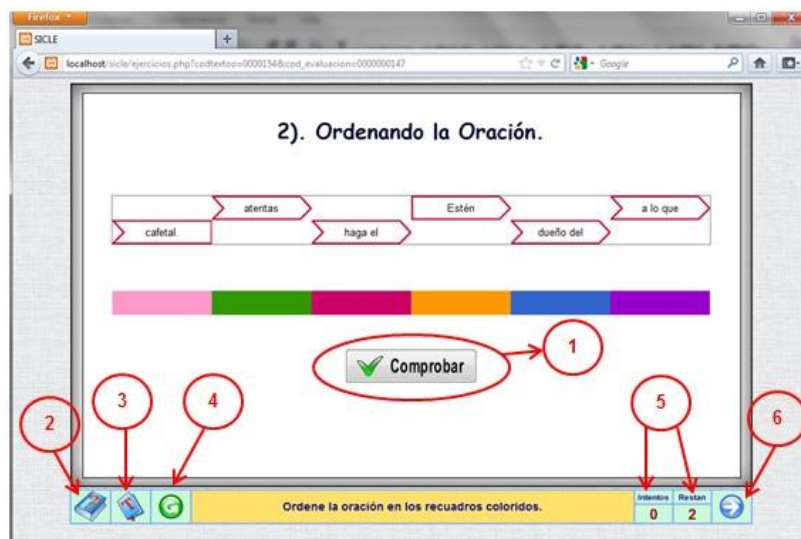 Firefox
SICLE
localhost/sicle/ejercicios.php?codtextoo=0000154&cod_evaluacion=0000000147
Google
2). Ordenando la Oración.
atentas Estén a lo que
cafetal. haga el dueño del
1
Comprobar
2 3 4 5 6
Ordene la oración en los recuadros coloridos.
Intentos Restan
0 2